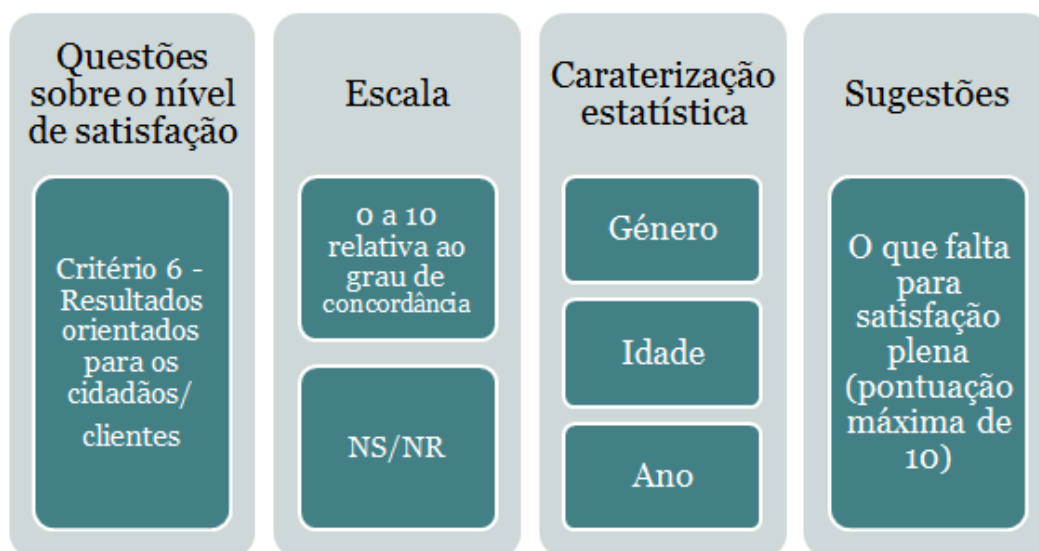 Questões
sobre o nível
de satisfação
Critério 6 -
Resultados
orientados
para os
cidadãos/
clientes
Escala
0 a 10
relativa ao
grau de
concordância
NS/NR
Caraterização
estatística
Género
Idade
Ano
Sugestões
O que falta
para
satisfação
plena
(pontuação
máxima de
10)